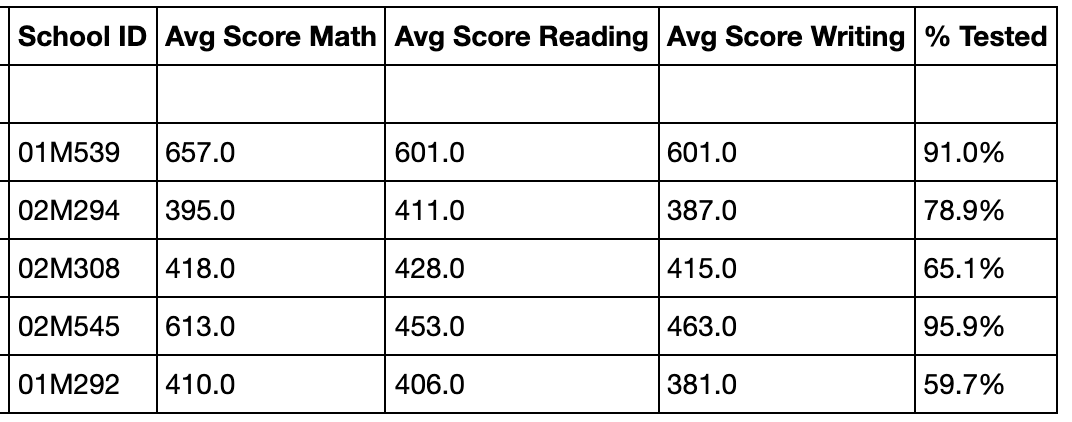 School ID Avg Score Math Avg Score Reading Avg Score Writing % Tested
01M539 657.0 601.0 601.0 91.0%
02M294 395.0 411.0 387.0 78.9%
02M308 418.0 428.0 415.0 65.1%
02M545 613.0 453.0 463.0 95.9%
01M292 410.0 406.0 381.0 59.7%